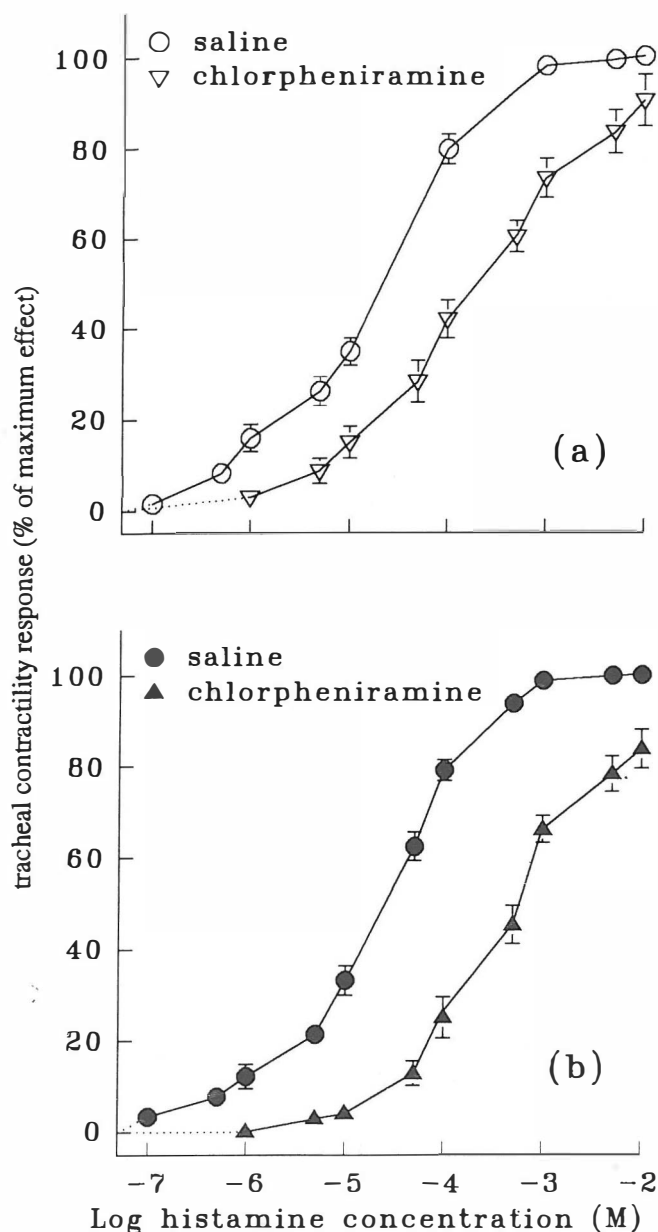 saline
chlorpheniramine
100
80
60
40
20
0
(a)
tracheal contractility response (% of maximum effect)
saline
chlorpheniramine
100
80
60
40
20
0
(b)
−7 −6 −5 −4 −3 −2
Log histamine concentration (M)